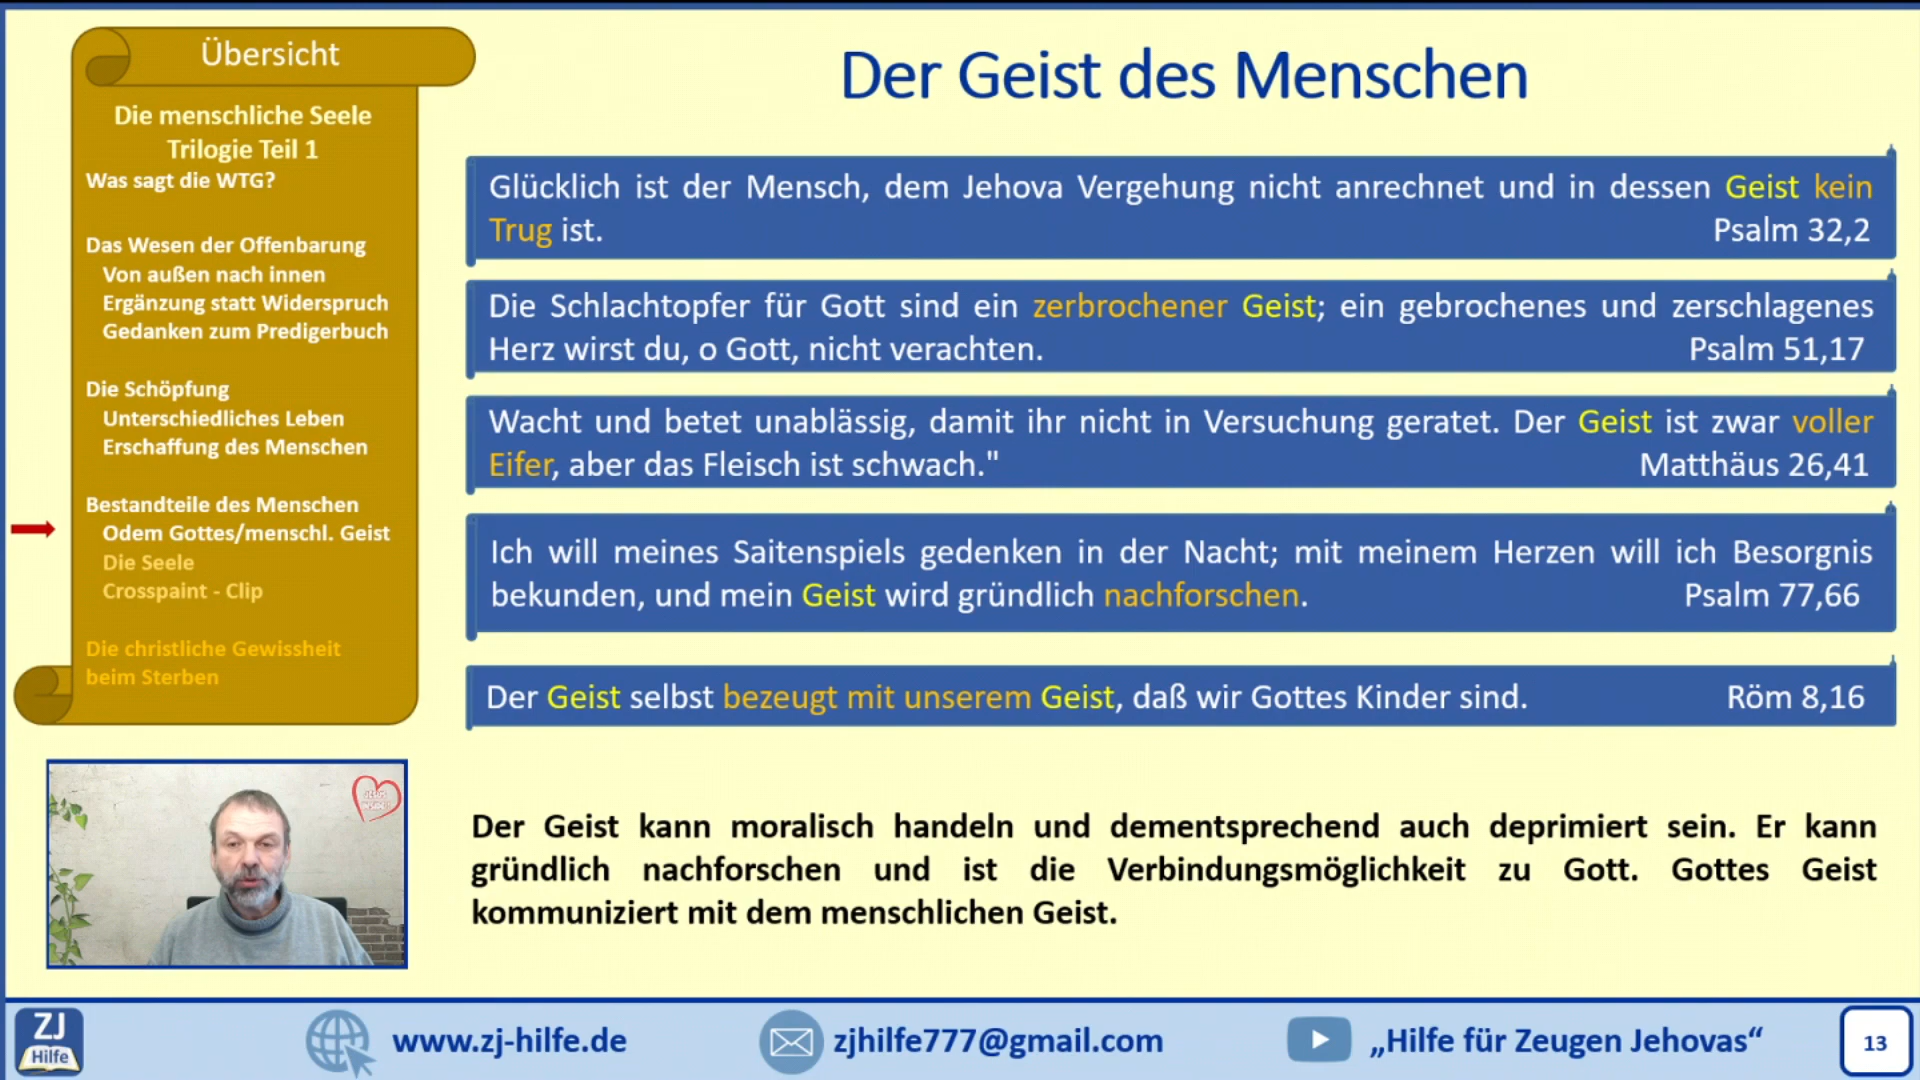 Übersicht
Die menschliche Seele
Trilogie Teil 1
Was sagt die WTG?
Das Wesen der Offenbarung
Von außen nach innen
Ergänzung statt Widerspruch
Gedanken zum Predigerbuch
Die Schöpfung
Unterschiedliches Leben
Erschaffung des Menschen
Bestandteile des Menschen
Odem Gottes/menschl. Geist
Die Seele
Crosspaint - Clip
Die christliche Gewissheit
beim Sterben
Der Geist des Menschen
Glücklich ist der Mensch, dem Jehova Vergehung nicht anrechnet und in dessen Geist kein
Trug ist. Psalm 32,2
Die Schlachtopfer für Gott sind ein zerbrochener Geist; ein gebrochenes und zerschlagenes
Herz wirst du, o Gott, nicht verachten. Psalm 51,17
Wacht und betet unablässig, damit ihr nicht in Versuchung geratet. Der Geist ist zwar voller
Eifer, aber das Fleisch ist schwach." Matthäus 26,41
Ich will meines Saitenspiels gedenken in der Nacht; mit meinem Herzen will ich Besorgnis
bekunden, und mein Geist wird gründlich nachforschen. Psalm 77,66
Der Geist selbst bezeugt mit unserem Geist, daß wir Gottes Kinder sind. Röm 8,16
Der Geist kann moralisch handeln und dementsprechend auch deprimiert sein. Er kann
gründlich nachforschen und ist die Verbindungsmöglichkeit zu Gott. Gottes Geist
kommuniziert mit dem menschlichen Geist.
JESUS
ZJ
Hilfe
www.zj-hilfe.de
zjhilfe777@gmail.com
„Hilfe für Zeugen Jehovas“
13